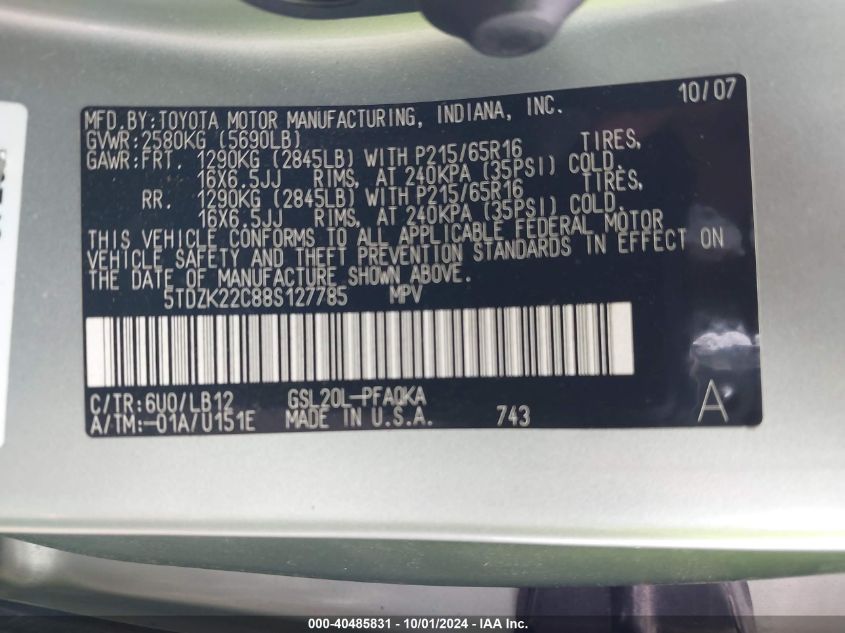 MFD. BY: TOYOTA MOTOR MANUFACTURING, INDIANA, INC. 10/07
GVWR: 2580KG (5690LB)
GAWR: FRT. 1290KG (2845LB) WITH P215/65R16 TIRES,
16X6.5JJ RIMS, AT 240KPA (35PSI) COLD.
RR. 1290KG (2845LB) WITH P215/65R16 TIRES,
16X6.5JJ RIMS, AT 240KPA (35PSI) COLD.
THIS VEHICLE CONFORMS TO ALL APPLICABLE FEDERAL MOTOR
VEHICLE SAFETY AND THEFT PREVENTION STANDARDS IN EFFECT ON
THE DATE OF MANUFACTURE SHOWN ABOVE.
5TDZK22C88S127785 MPV
C/TR: 6U0/LB12 GSL20L-PFAQKA
A/TM: -01A/U151E MADE IN U.S.A. 743 A
000-40485831 - 10/01/2024 - IAA Inc.